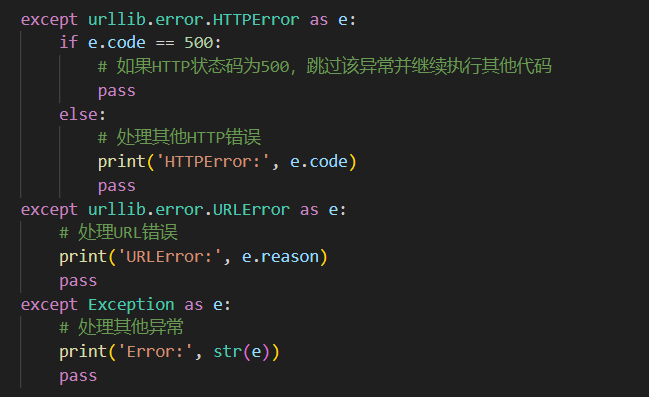 except urllib.error.HTTPError as e:
    if e.code == 500:
        # 如果HTTP状态码为500，跳过该异常并继续执行其他代码
        pass
    else:
        # 处理其他HTTP错误
        print('HTTPError:', e.code)
        pass
except urllib.error.URLError as e:
    # 处理URL错误
    print('URLError:', e.reason)
    pass
except Exception as e:
    # 处理其他异常
    print('Error:', str(e))
    pass